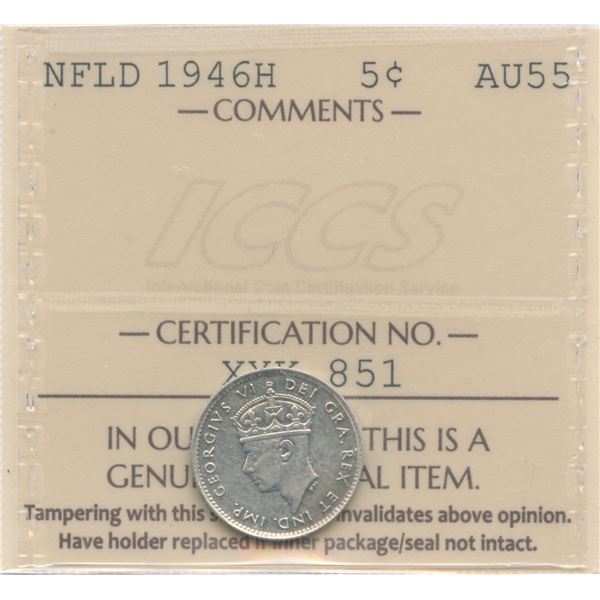 NFLD 1946H 5¢ AU55
— COMMENTS —
ICCS
International Coin Certification Service
— CERTIFICATION NO. —
851
IN OU THIS IS A
GENU AL ITEM.
Tampering with this invalidates above opinion.
Have holder replaced if inner package/seal not intact.
GEORGIVS VI DEI GRA. REX ET IND. IMP.